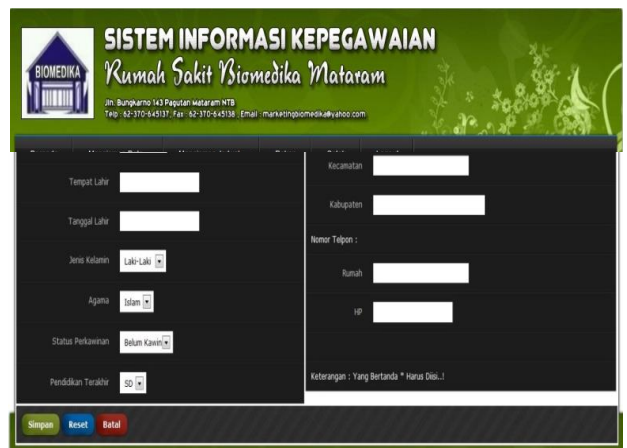 BIOMEDIKA
SISTEM INFORMASI KEPEGAWAIAN
Rumah Sakit Biomedika Mataram
Jln. Bungkarno 143 Pagutan Mataram NTB
Telp : 62-370-645137, Fax : 62-370-645138 , Email : marketingbiomedika@yahoo.com
Tempat Lahir
Tanggal Lahir
Jenis Kelamin Laki-Laki
Agama Islam
Status Perkawinan Belum Kawin
Pendidikan Terakhir SD
Kecamatan
Kabupaten
Nomor Telpon :
Rumah
HP
Keterangan : Yang Bertanda * Harus Diisi..!
Simpan Reset Batal